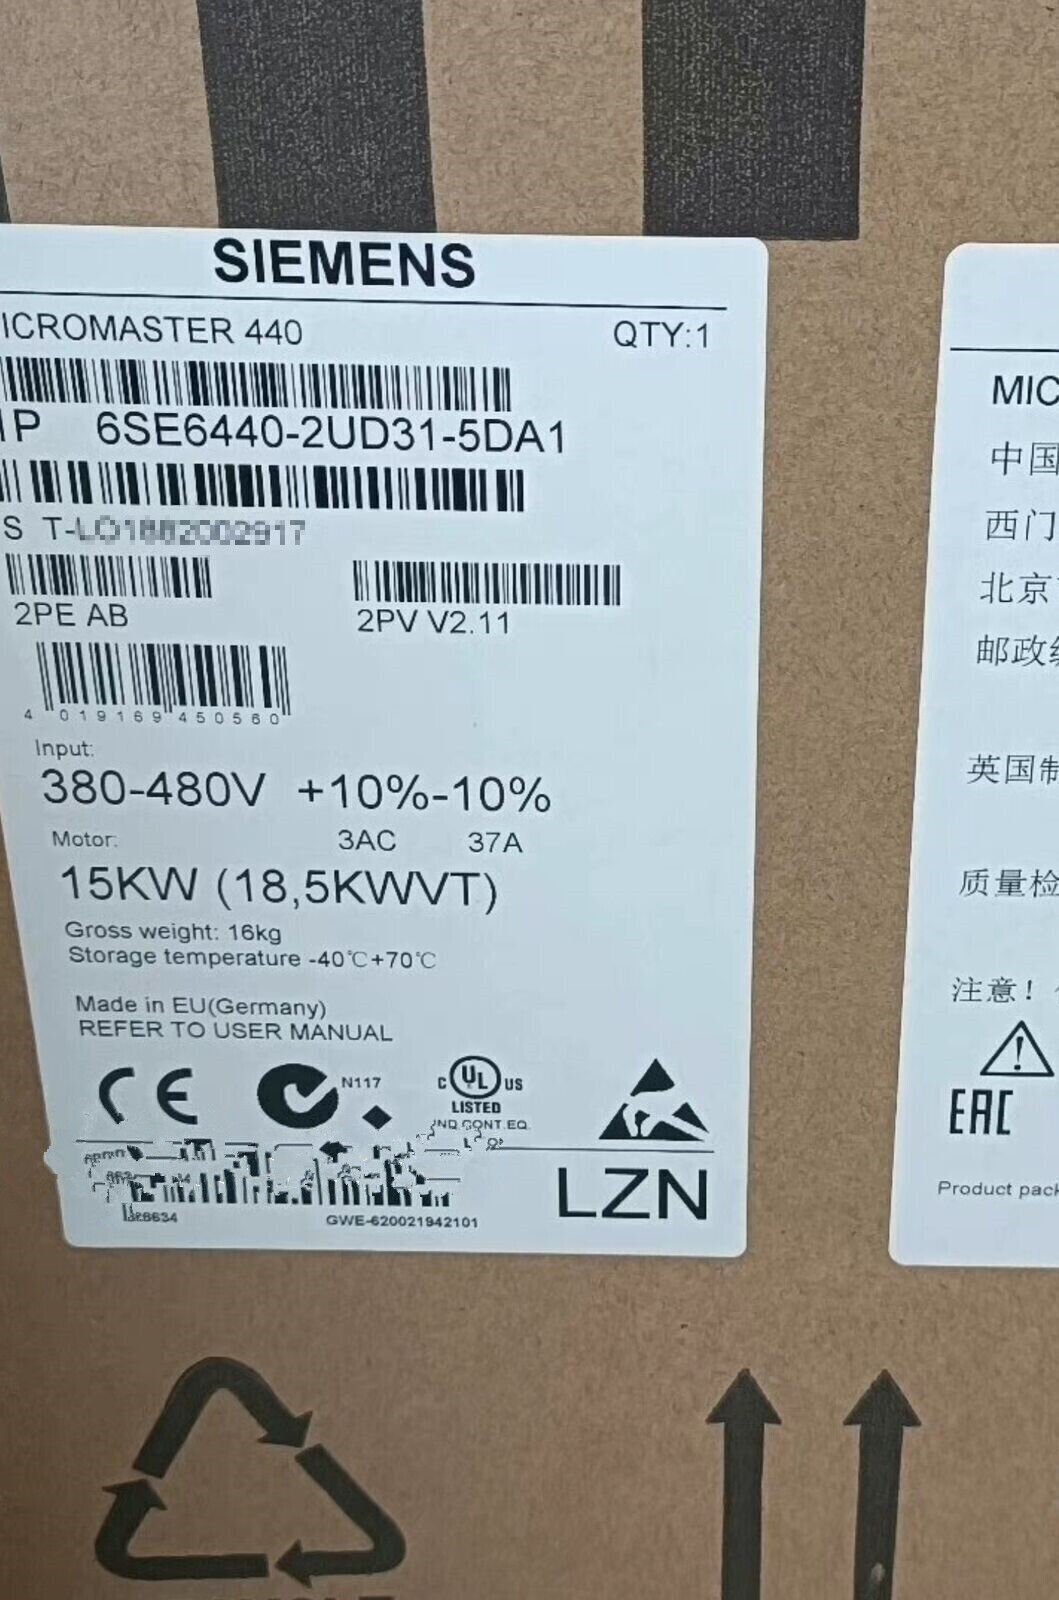 SIEMENS
ICROMASTER 440 QTY:1
1P 6SE6440-2UD31-5DA1
S T-LO1882002917
2PE AB 2PV V2.11
4 019169 450560
Input:
380-480V +10%-10%
Motor: 3AC 37A
15KW (18,5KWVT)
Gross weight: 16kg
Storage temperature -40℃+70℃
Made in EU(Germany)
REFER TO USER MANUAL
CE N117 C UL US
LISTED
IND.CONT.EQ.
LZN
GWE-620021942101
MIC
中国
西门
北京
邮政
英国制
质量检
注意！
EAC
Product pack